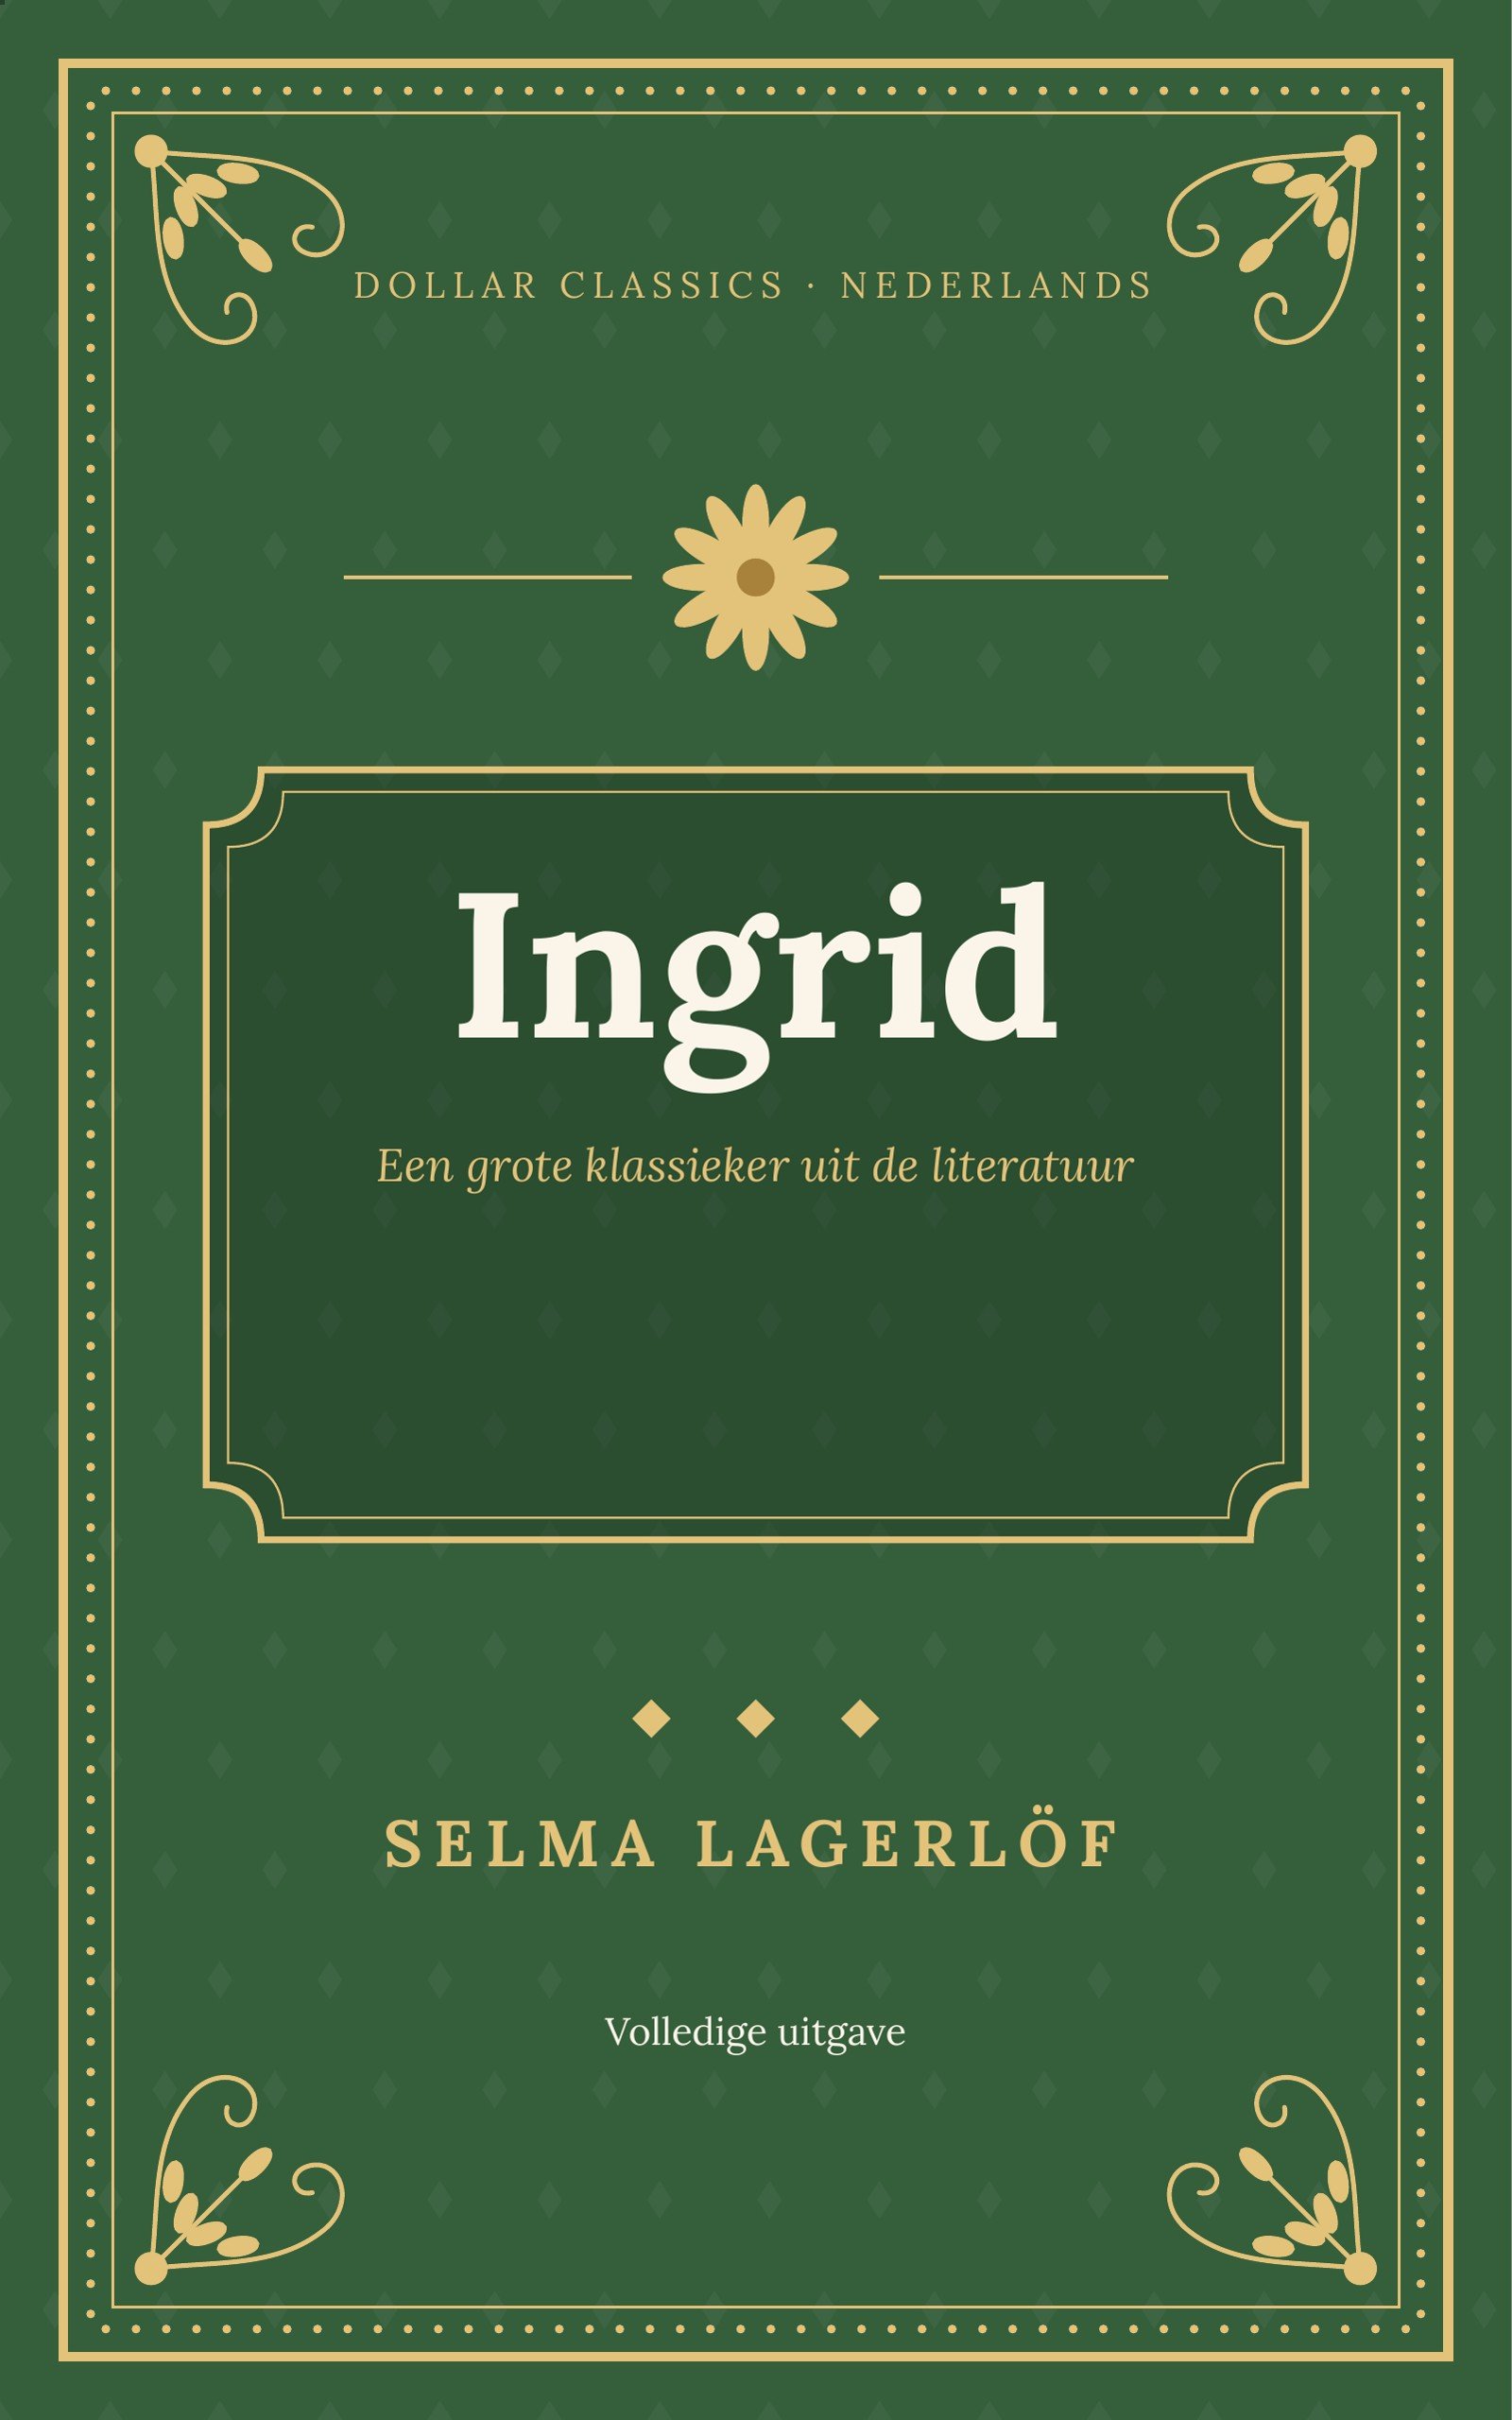 DOLLAR CLASSICS · NEDERLANDS
Ingrid
Een grote klassieker uit de literatuur
SELMA LAGERLÖF
Volledige uitgave